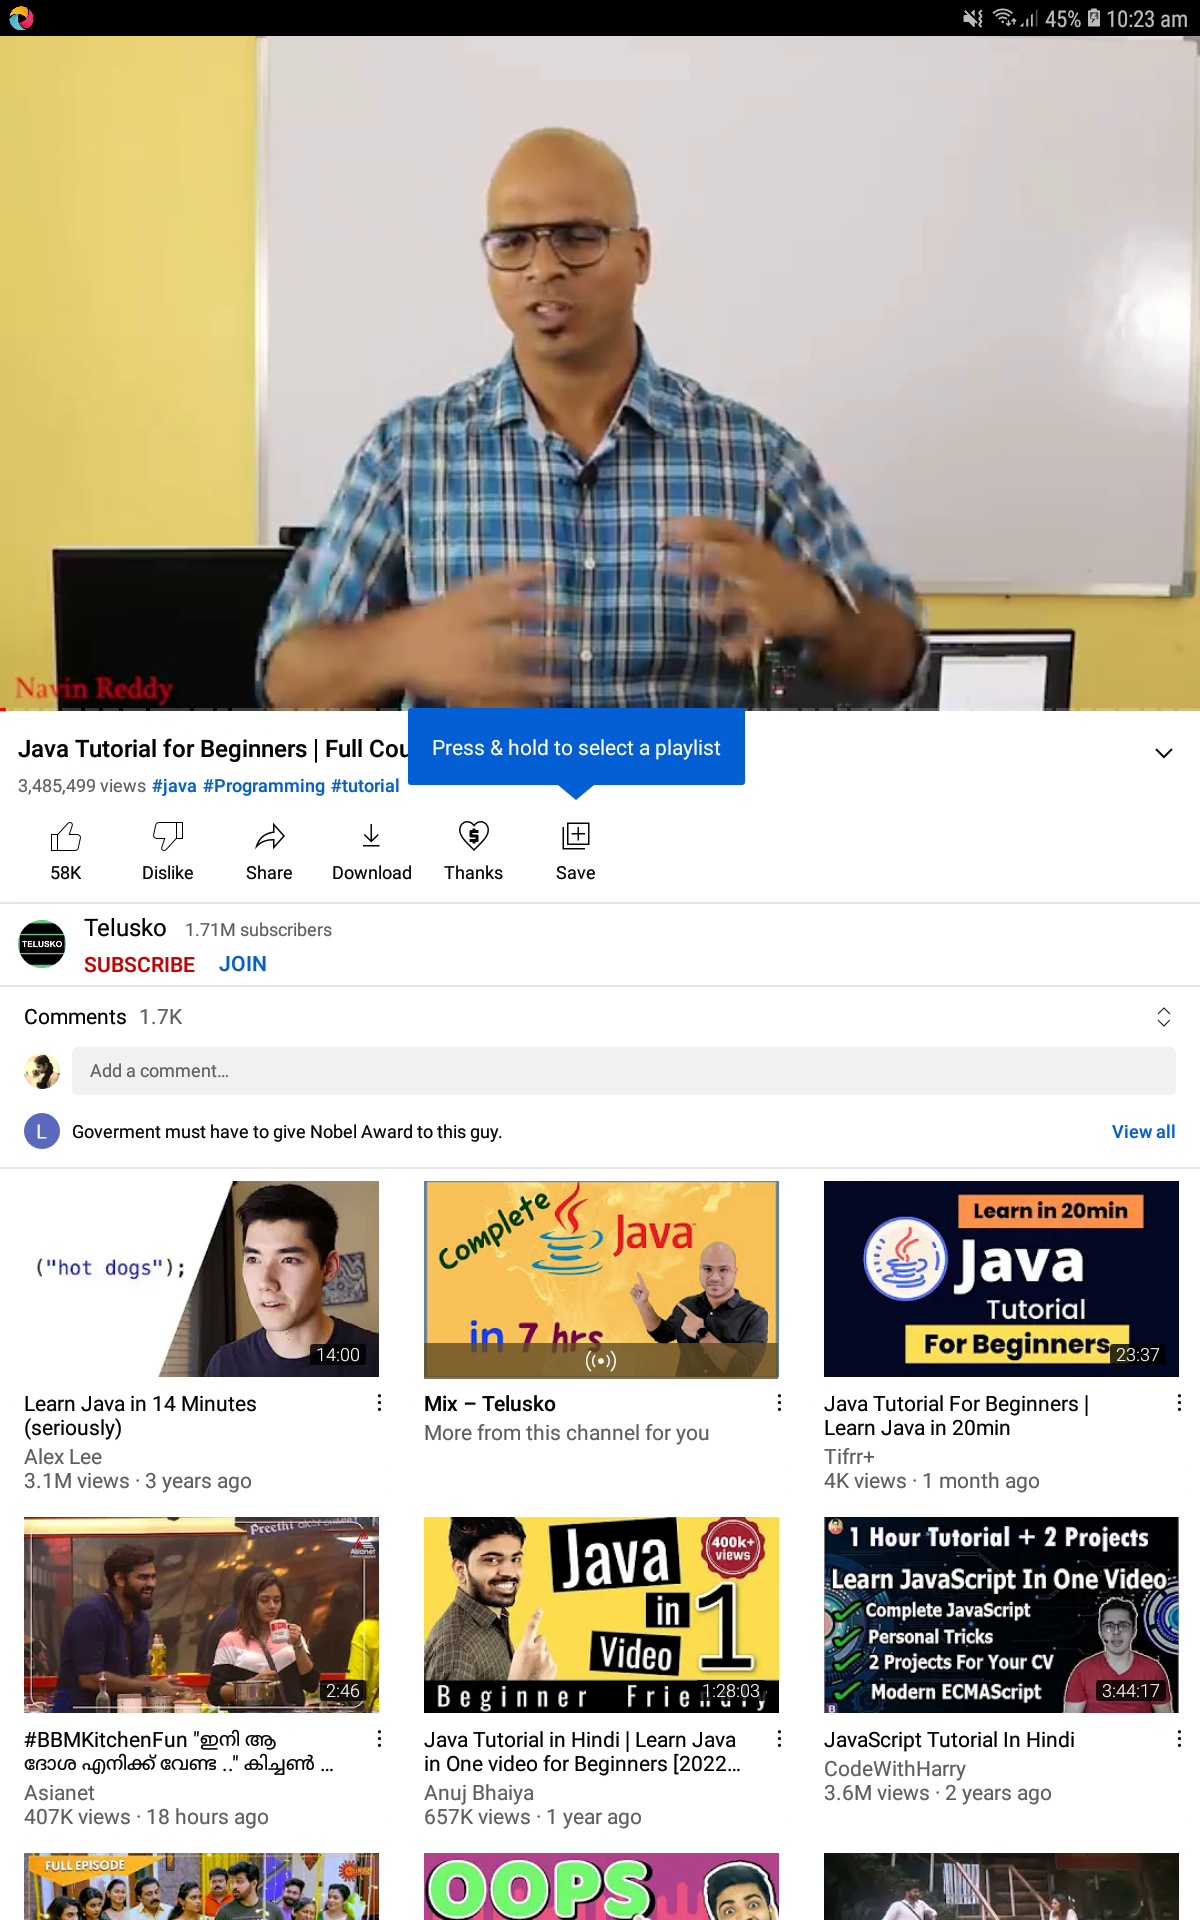 45% 10:23 am
Navin Reddy
Java Tutorial for Beginners | Full Cou
Press & hold to select a playlist
3,485,499 views #java #Programming #tutorial
58K Dislike Share Download Thanks Save
TELUSKO
Telusko 1.71M subscribers
SUBSCRIBE JOIN
Comments 1.7K
Add a comment...
L Goverment must have to give Nobel Award to this guy. View all
("hot dogs");
14:00
Learn Java in 14 Minutes
(seriously)
Alex Lee
3.1M views · 3 years ago
Complete Java
in 7 hrs
Mix – Telusko
More from this channel for you
Learn in 20min
Java
Tutorial
For Beginners
23:37
Java Tutorial For Beginners |
Learn Java in 20min
Tifrr+
4K views · 1 month ago
Preethi
Asianet
2:46
#BBMKitchenFun "ഇനി ആ
ദോശ എനിക്ക് വേണ്ട .." കിച്ചൺ ...
Asianet
407K views · 18 hours ago
400k+
views
Java
in 1
Video
Beginner
1:28:03
Java Tutorial in Hindi | Learn Java
in One video for Beginners [2022...
Anuj Bhaiya
657K views · 1 year ago
1 Hour Tutorial + 2 Projects
Learn JavaScript In One Video
Complete JavaScript
Personal Tricks
2 Projects For Your CV
Modern ECMAScript
3:44:17
JavaScript Tutorial In Hindi
CodeWithHarry
3.6M views · 2 years ago
FULL EPISODE
OOPS